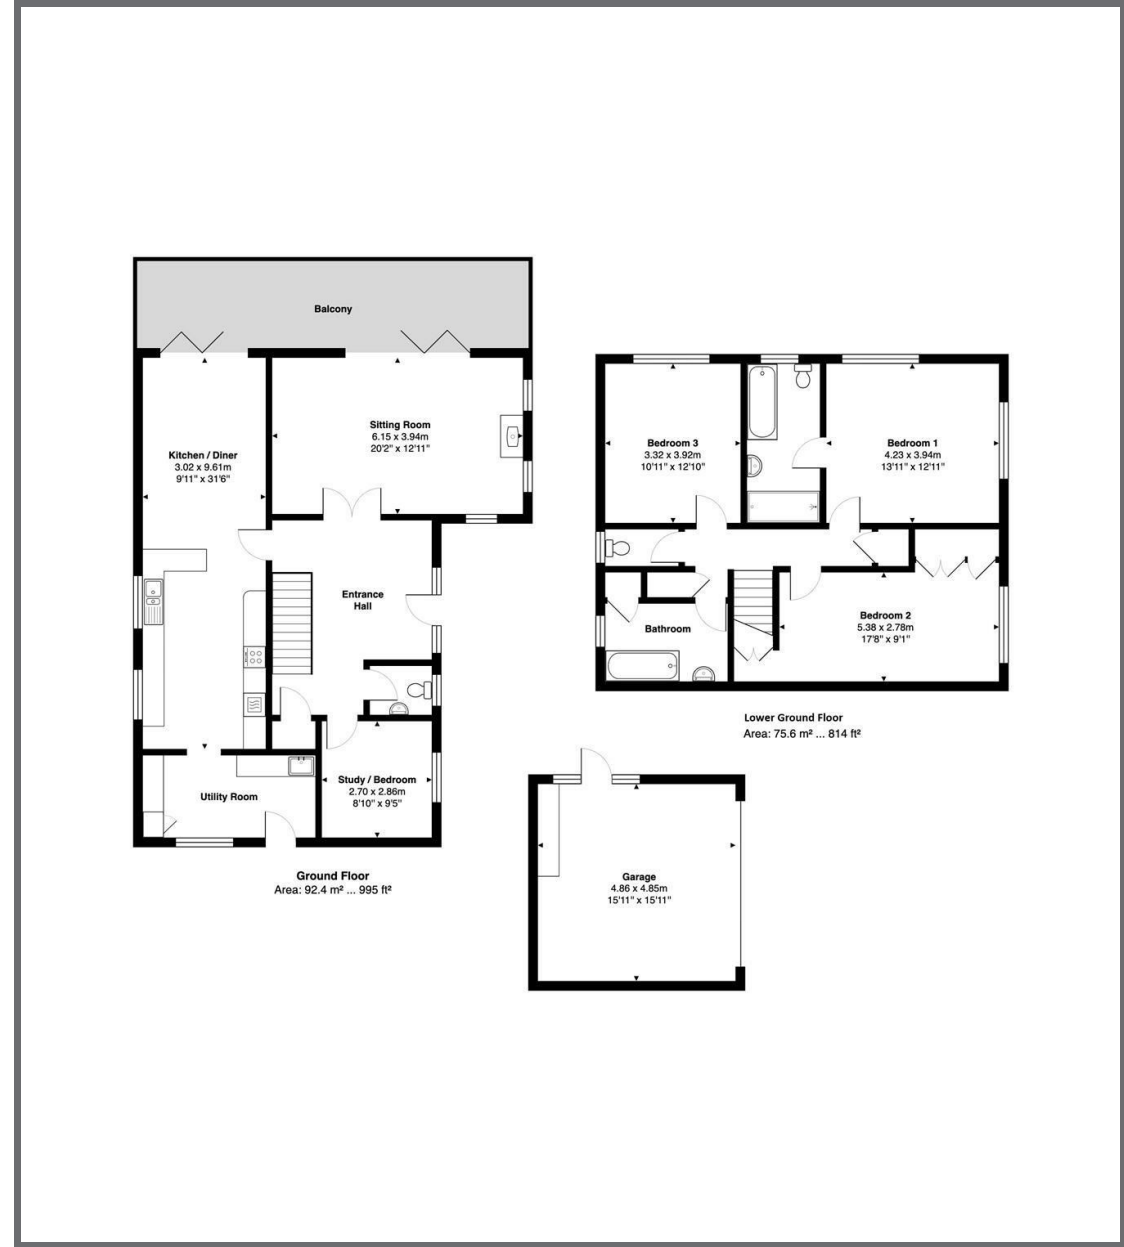 Balcony
Sitting Room
6.15 x 3.94m
20'2" x 12'11"
Kitchen / Diner
3.02 x 9.61m
9'11" x 31'6"
Entrance
Hall
Study / Bedroom
2.70 x 2.86m
8'10" x 9'5"
Utility Room
Ground Floor
Area: 92.4 m² ... 995 ft²
Bedroom 3
3.32 x 3.92m
10'11" x 12'10"
Bedroom 1
4.23 x 3.94m
13'11" x 12'11"
Bedroom 2
5.38 x 2.78m
17'8" x 9'1"
Bathroom
Lower Ground Floor
Area: 75.6 m² ... 814 ft²
Garage
4.86 x 4.85m
15'11" x 15'11"